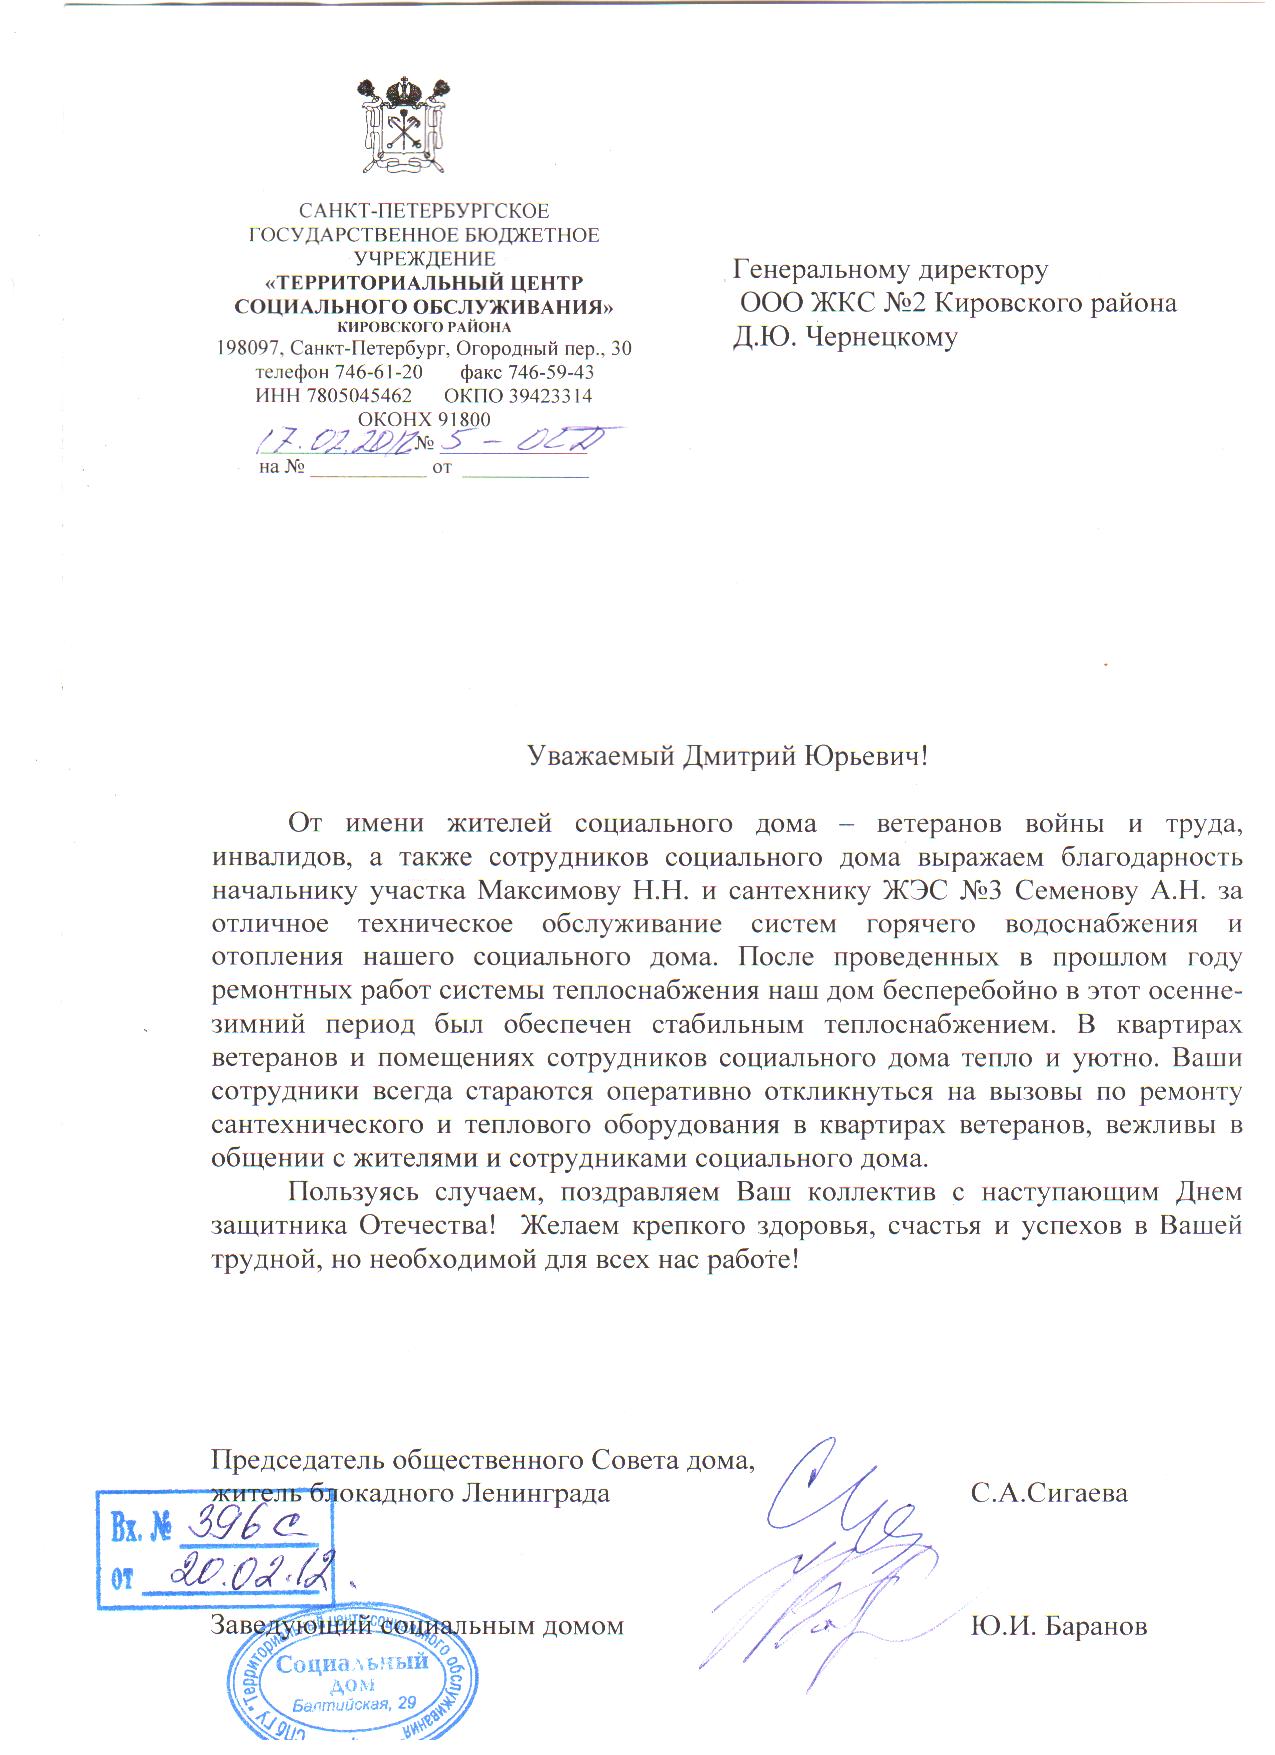 САНКТ-ПЕТЕРБУРГСКОЕ
ГОСУДАРСТВЕННОЕ БЮДЖЕТНОЕ
УЧРЕЖДЕНИЕ
«ТЕРРИТОРИАЛЬНЫЙ ЦЕНТР
СОЦИАЛЬНОГО ОБСЛУЖИВАНИЯ»
КИРОВСКОГО РАЙОНА
198097, Санкт-Петербург, Огородный пер., 30
телефон 746-61-20 факс 746-59-43
ИНН 7805045462 ОКПО 39423314
ОКОНХ 91800
17.02.2012 № 5 – ОСД
на № ____________ от _____________
Генеральному директору
ООО ЖКС №2 Кировского района
Д.Ю. Чернецкому
Уважаемый Дмитрий Юрьевич!
От имени жителей социального дома – ветеранов войны и труда,
инвалидов, а также сотрудников социального дома выражаем благодарность
начальнику участка Максимову Н.Н. и сантехнику ЖЭС №3 Семенову А.Н. за
отличное техническое обслуживание систем горячего водоснабжения и
отопления нашего социального дома. После проведенных в прошлом году
ремонтных работ системы теплоснабжения наш дом бесперебойно в этот осенне-
зимний период был обеспечен стабильным теплоснабжением. В квартирах
ветеранов и помещениях сотрудников социального дома тепло и уютно. Ваши
сотрудники всегда стараются оперативно откликнуться на вызовы по ремонту
сантехнического и теплового оборудования в квартирах ветеранов, вежливы в
общении с жителями и сотрудниками социального дома.
Пользуясь случаем, поздравляем Ваш коллектив с наступающим Днем
защитника Отечества! Желаем крепкого здоровья, счастья и успехов в Вашей
трудной, но необходимой для всех нас работе!
Председатель общественного Совета дома,
житель блокадного Ленинграда С.А.Сигаева
Вх. № 396 с
от 20.02.12.
Заведующий социальным домом Ю.И. Баранов
СПб ГУ "Территориальный центр социального обслуживания
Социальный
дом
Балтийская, 29